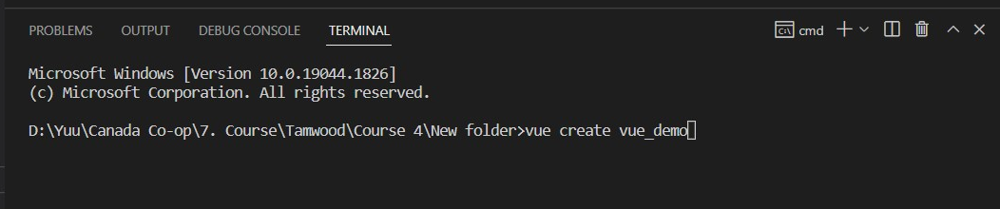 PROBLEMS OUTPUT DEBUG CONSOLE TERMINAL cmd
Microsoft Windows [Version 10.0.19044.1826]
(c) Microsoft Corporation. All rights reserved.
D:\Yuu\Canada Co-op\7. Course\Tamwood\Course 4\New folder>vue create vue_demo